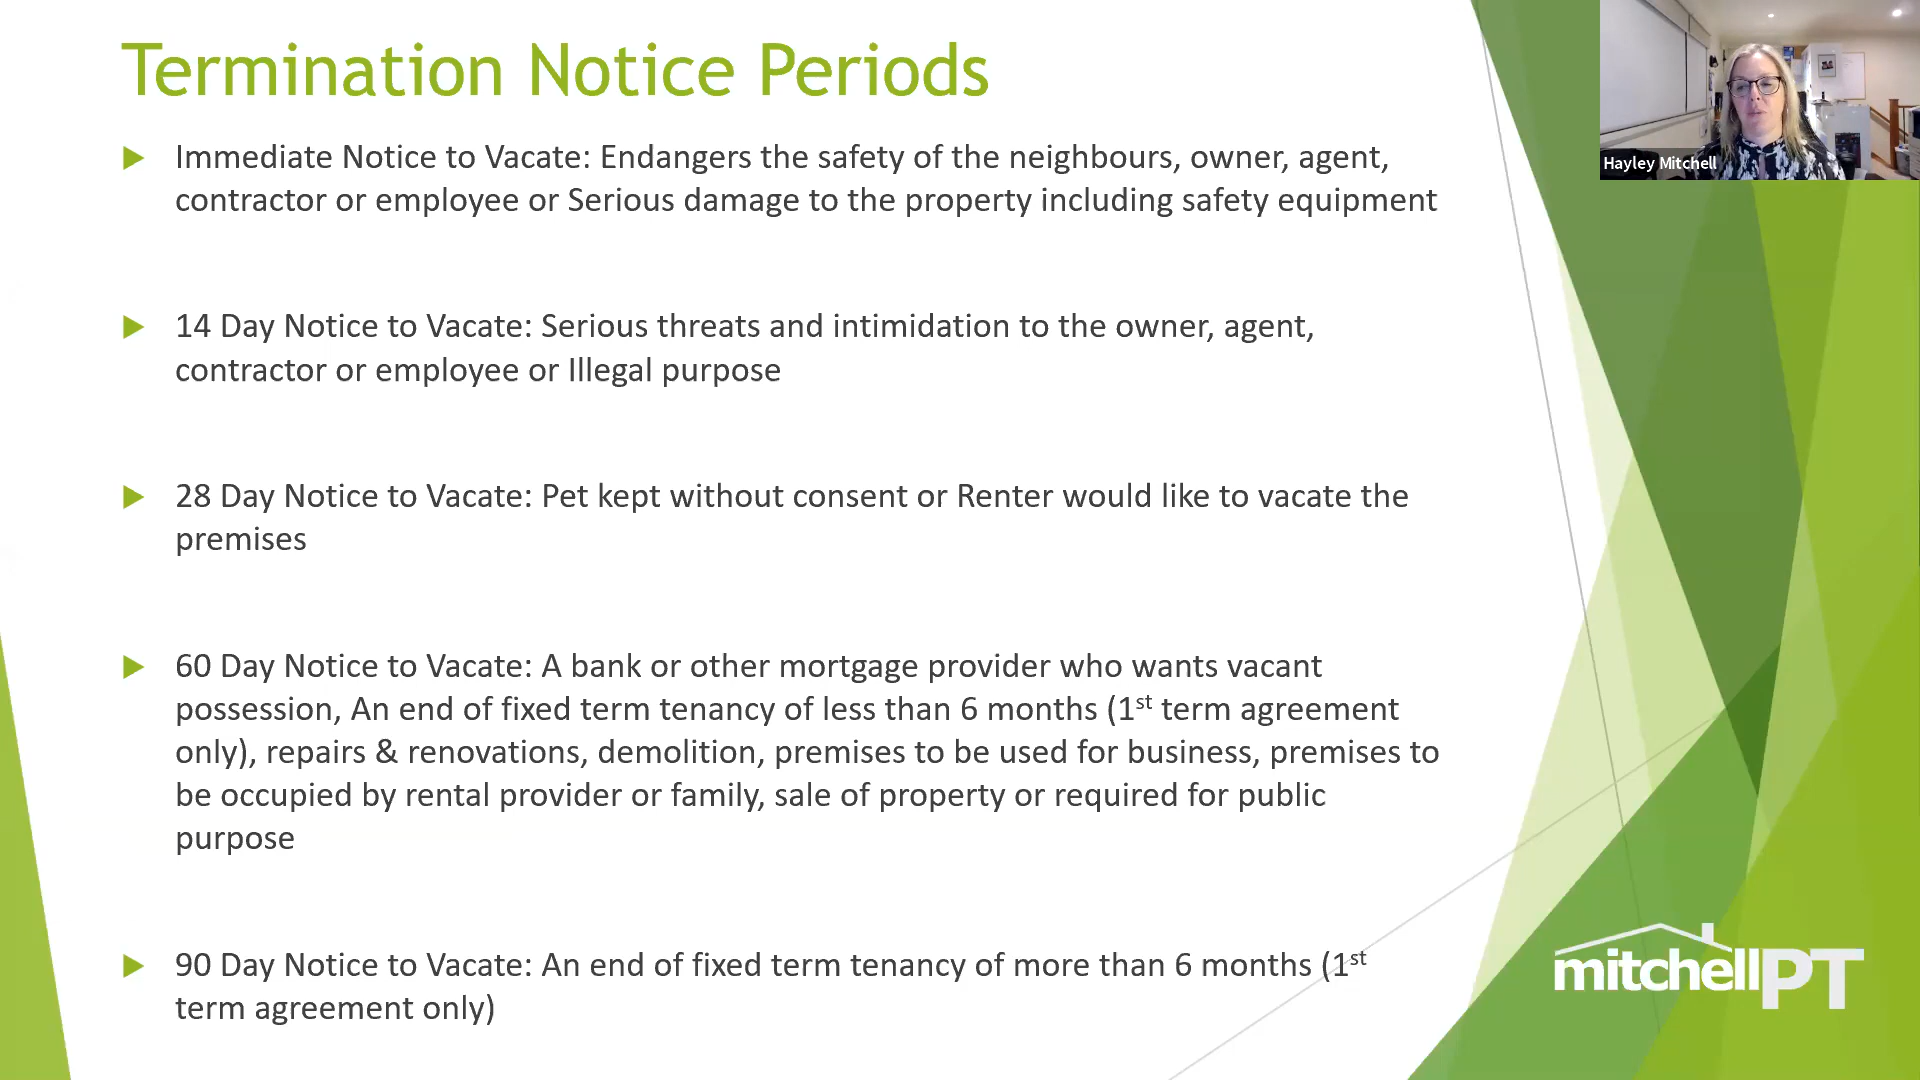 Termination Notice Periods
Immediate Notice to Vacate: Endangers the safety of the neighbours, owner, agent,
contractor or employee or Serious damage to the property including safety equipment
14 Day Notice to Vacate: Serious threats and intimidation to the owner, agent,
contractor or employee or Illegal purpose
28 Day Notice to Vacate: Pet kept without consent or Renter would like to vacate the
premises
60 Day Notice to Vacate: A bank or other mortgage provider who wants vacant
possession, An end of fixed term tenancy of less than 6 months (1st term agreement
only), repairs & renovations, demolition, premises to be used for business, premises to
be occupied by rental provider or family, sale of property or required for public
purpose
90 Day Notice to Vacate: An end of fixed term tenancy of more than 6 months (1st
term agreement only)
Hayley Mitchell
mitchellPT